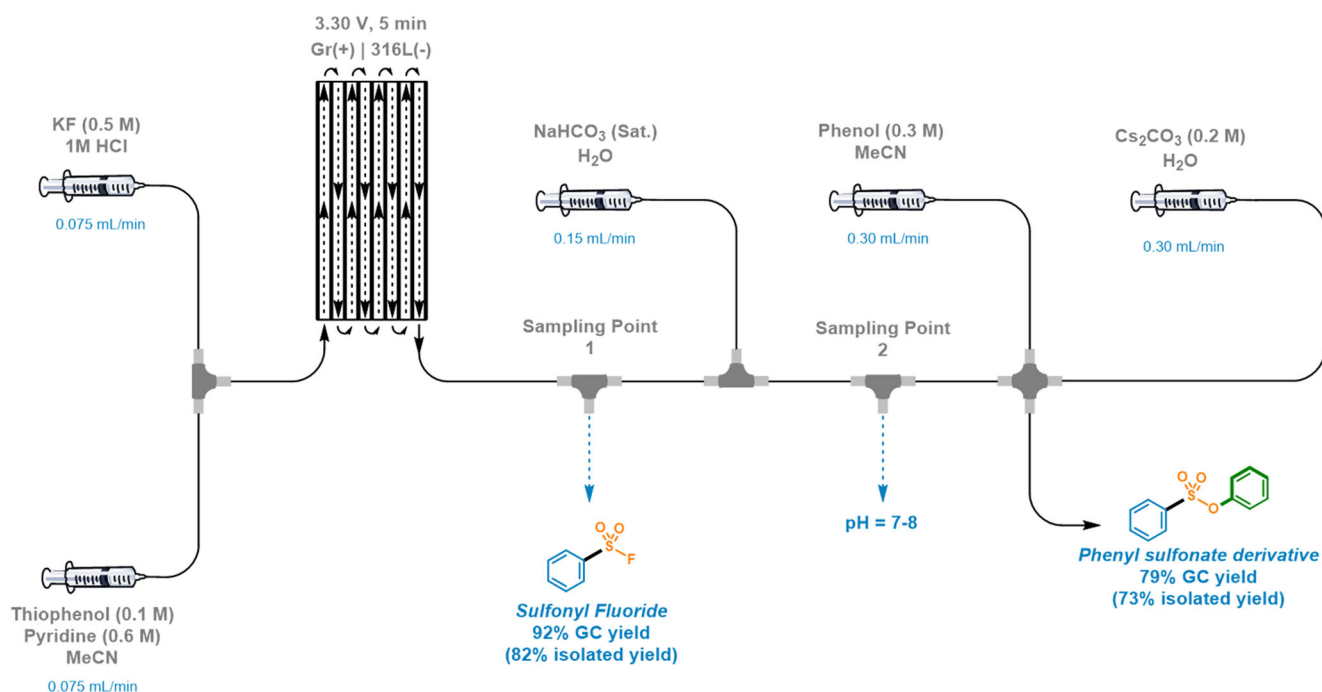 3.30 V, 5 min
Gr(+) | 316L(-)
KF (0.5 M)
1M HCl
0.075 mL/min
NaHCO₃ (Sat.)
H₂O
0.15 mL/min
Phenol (0.3 M)
MeCN
0.30 mL/min
Cs₂CO₃ (0.2 M)
H₂O
0.30 mL/min
Sampling Point
1
Sampling Point
2
Thiophenol (0.1 M)
Pyridine (0.6 M)
MeCN
0.075 mL/min
O
O
S
F
Sulfonyl Fluoride
92% GC yield
(82% isolated yield)
pH = 7-8
O
O
S
O
Phenyl sulfonate derivative
79% GC yield
(73% isolated yield)